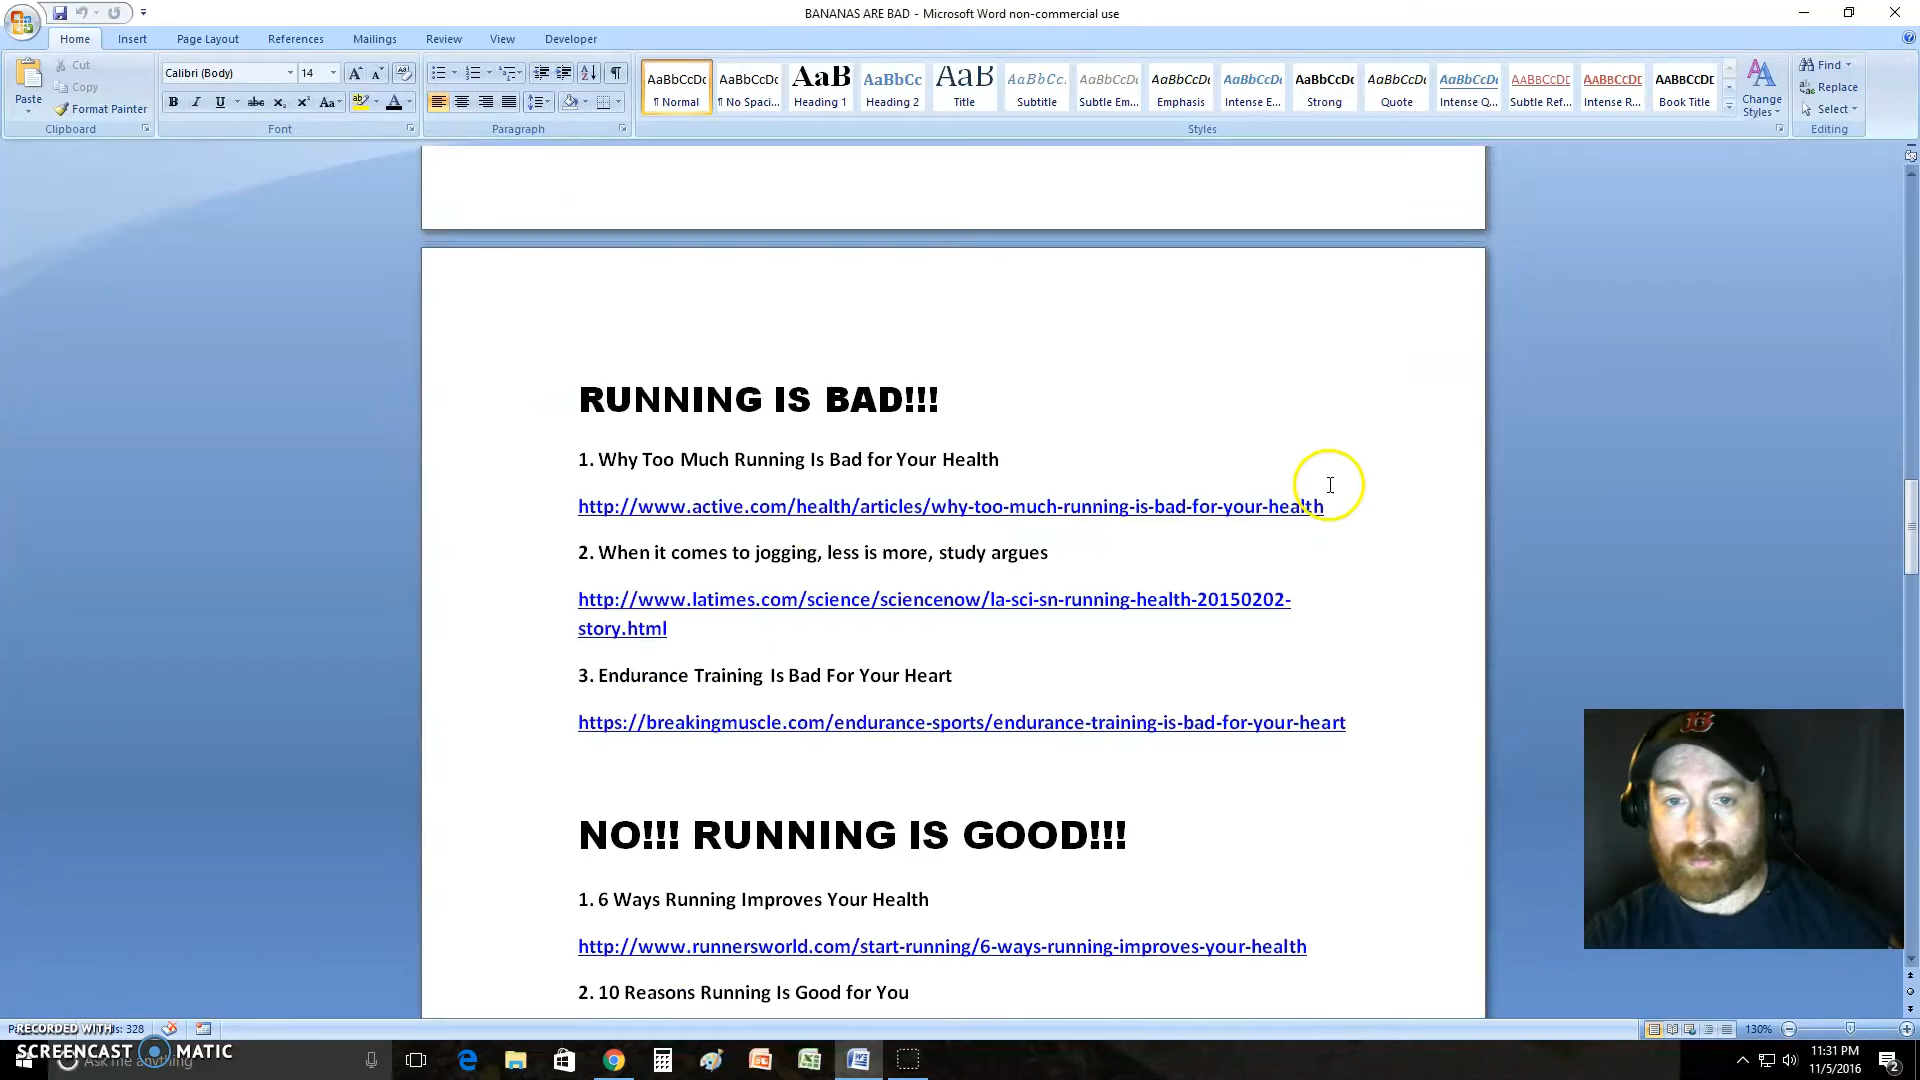 BANANAS ARE BAD - Microsoft Word non-commercial use
Home Insert Page Layout References Mailings Review View Developer
Paste Cut Copy Format Painter
Clipboard
Calibri (Body) 14
Font
Paragraph
AaBbCcDc AaBbCcDc AaB AaBbCc AaB AaBbCc. AaBbCcDc AaBbCcDc AaBbCcDc AaBbCcDc AaBbCcDc AaBbCcDc AABBCCDC AABBCCDC AABBCCDC
¶ Normal ¶ No Spaci... Heading 1 Heading 2 Title Subtitle Subtle Em... Emphasis Intense E... Strong Quote Intense Q... Subtle Ref... Intense R... Book Title
Change Styles
Styles
Find
Replace
Select
Editing
RUNNING IS BAD!!!
1. Why Too Much Running Is Bad for Your Health
http://www.active.com/health/articles/why-too-much-running-is-bad-for-your-health
2. When it comes to jogging, less is more, study argues
http://www.latimes.com/science/sciencenow/la-sci-sn-running-health-20150202-
story.html
3. Endurance Training Is Bad For Your Heart
https://breakingmuscle.com/endurance-sports/endurance-training-is-bad-for-your-heart
NO!!! RUNNING IS GOOD!!!
1. 6 Ways Running Improves Your Health
http://www.runnersworld.com/start-running/6-ways-running-improves-your-health
2. 10 Reasons Running Is Good for You
RECORDED WITH
328
130%
SCREENCAST MATIC
Ask me anything
11:31 PM
11/5/2016
2